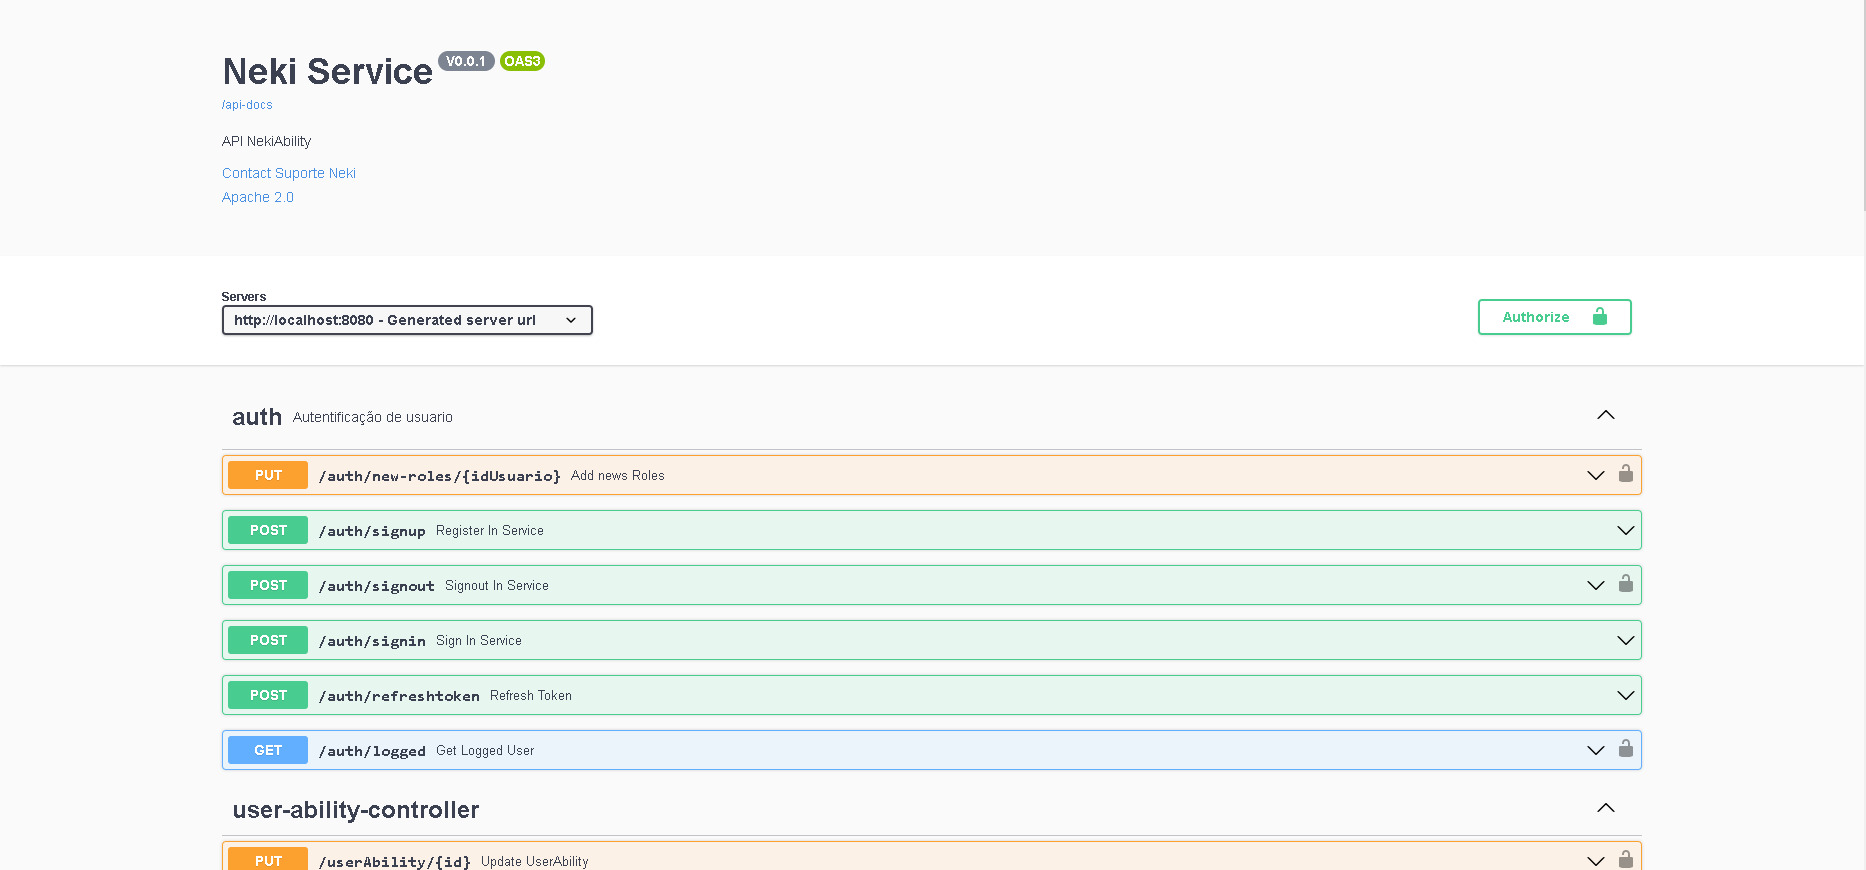 Neki Service V0.0.1 OAS3
/api-docs
API NekiAbility
Contact Suporte Neki
Apache 2.0
Servers
http://localhost:8080 - Generated server url
Authorize
auth Autentificação de usuario
PUT /auth/new-roles/{idUsuario} Add news Roles
POST /auth/signup Register In Service
POST /auth/signout Signout In Service
POST /auth/signin Sign In Service
POST /auth/refreshtoken Refresh Token
GET /auth/logged Get Logged User
user-ability-controller
PUT /userAbility/{id} Update UserAbility